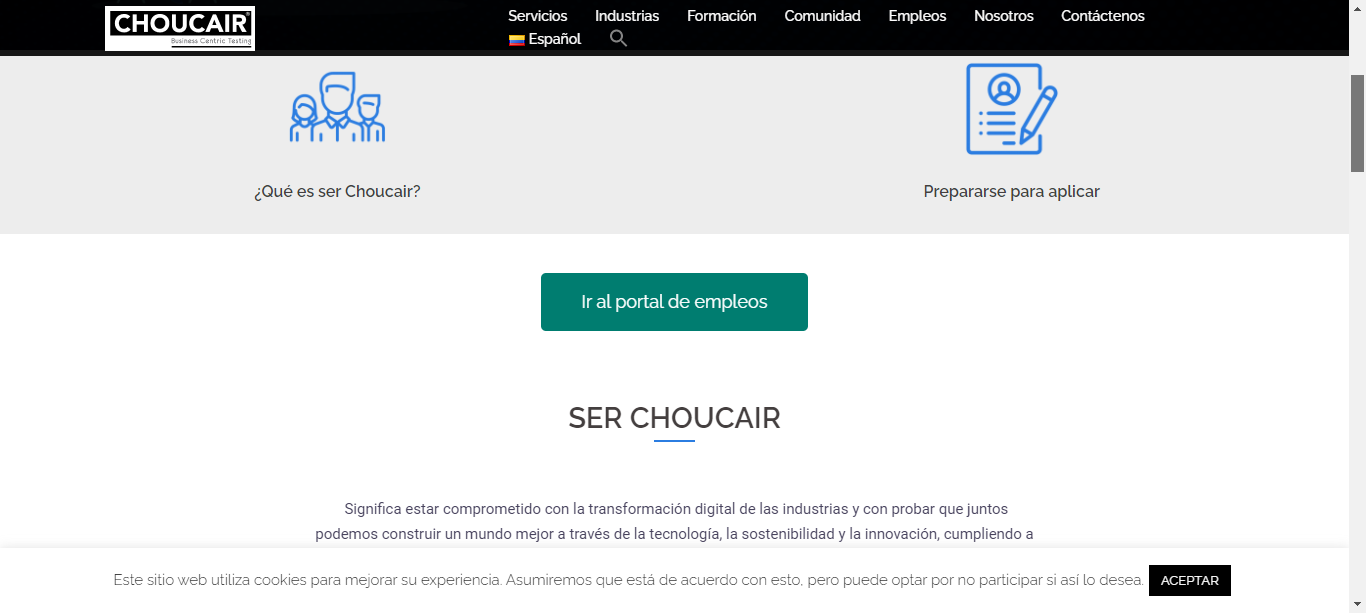 CHOUCAIR
Business Centric Testing
Servicios Industrias Formación Comunidad Empleos Nosotros Contáctenos
Español
¿Qué es ser Choucair? Prepararse para aplicar
Ir al portal de empleos
SER CHOUCAIR
Significa estar comprometido con la transformación digital de las industrias y con probar que juntos
podemos construir un mundo mejor a través de la tecnología, la sostenibilidad y la innovación, cumpliendo a
Este sitio web utiliza cookies para mejorar su experiencia. Asumiremos que está de acuerdo con esto, pero puede optar por no participar si así lo desea. ACEPTAR